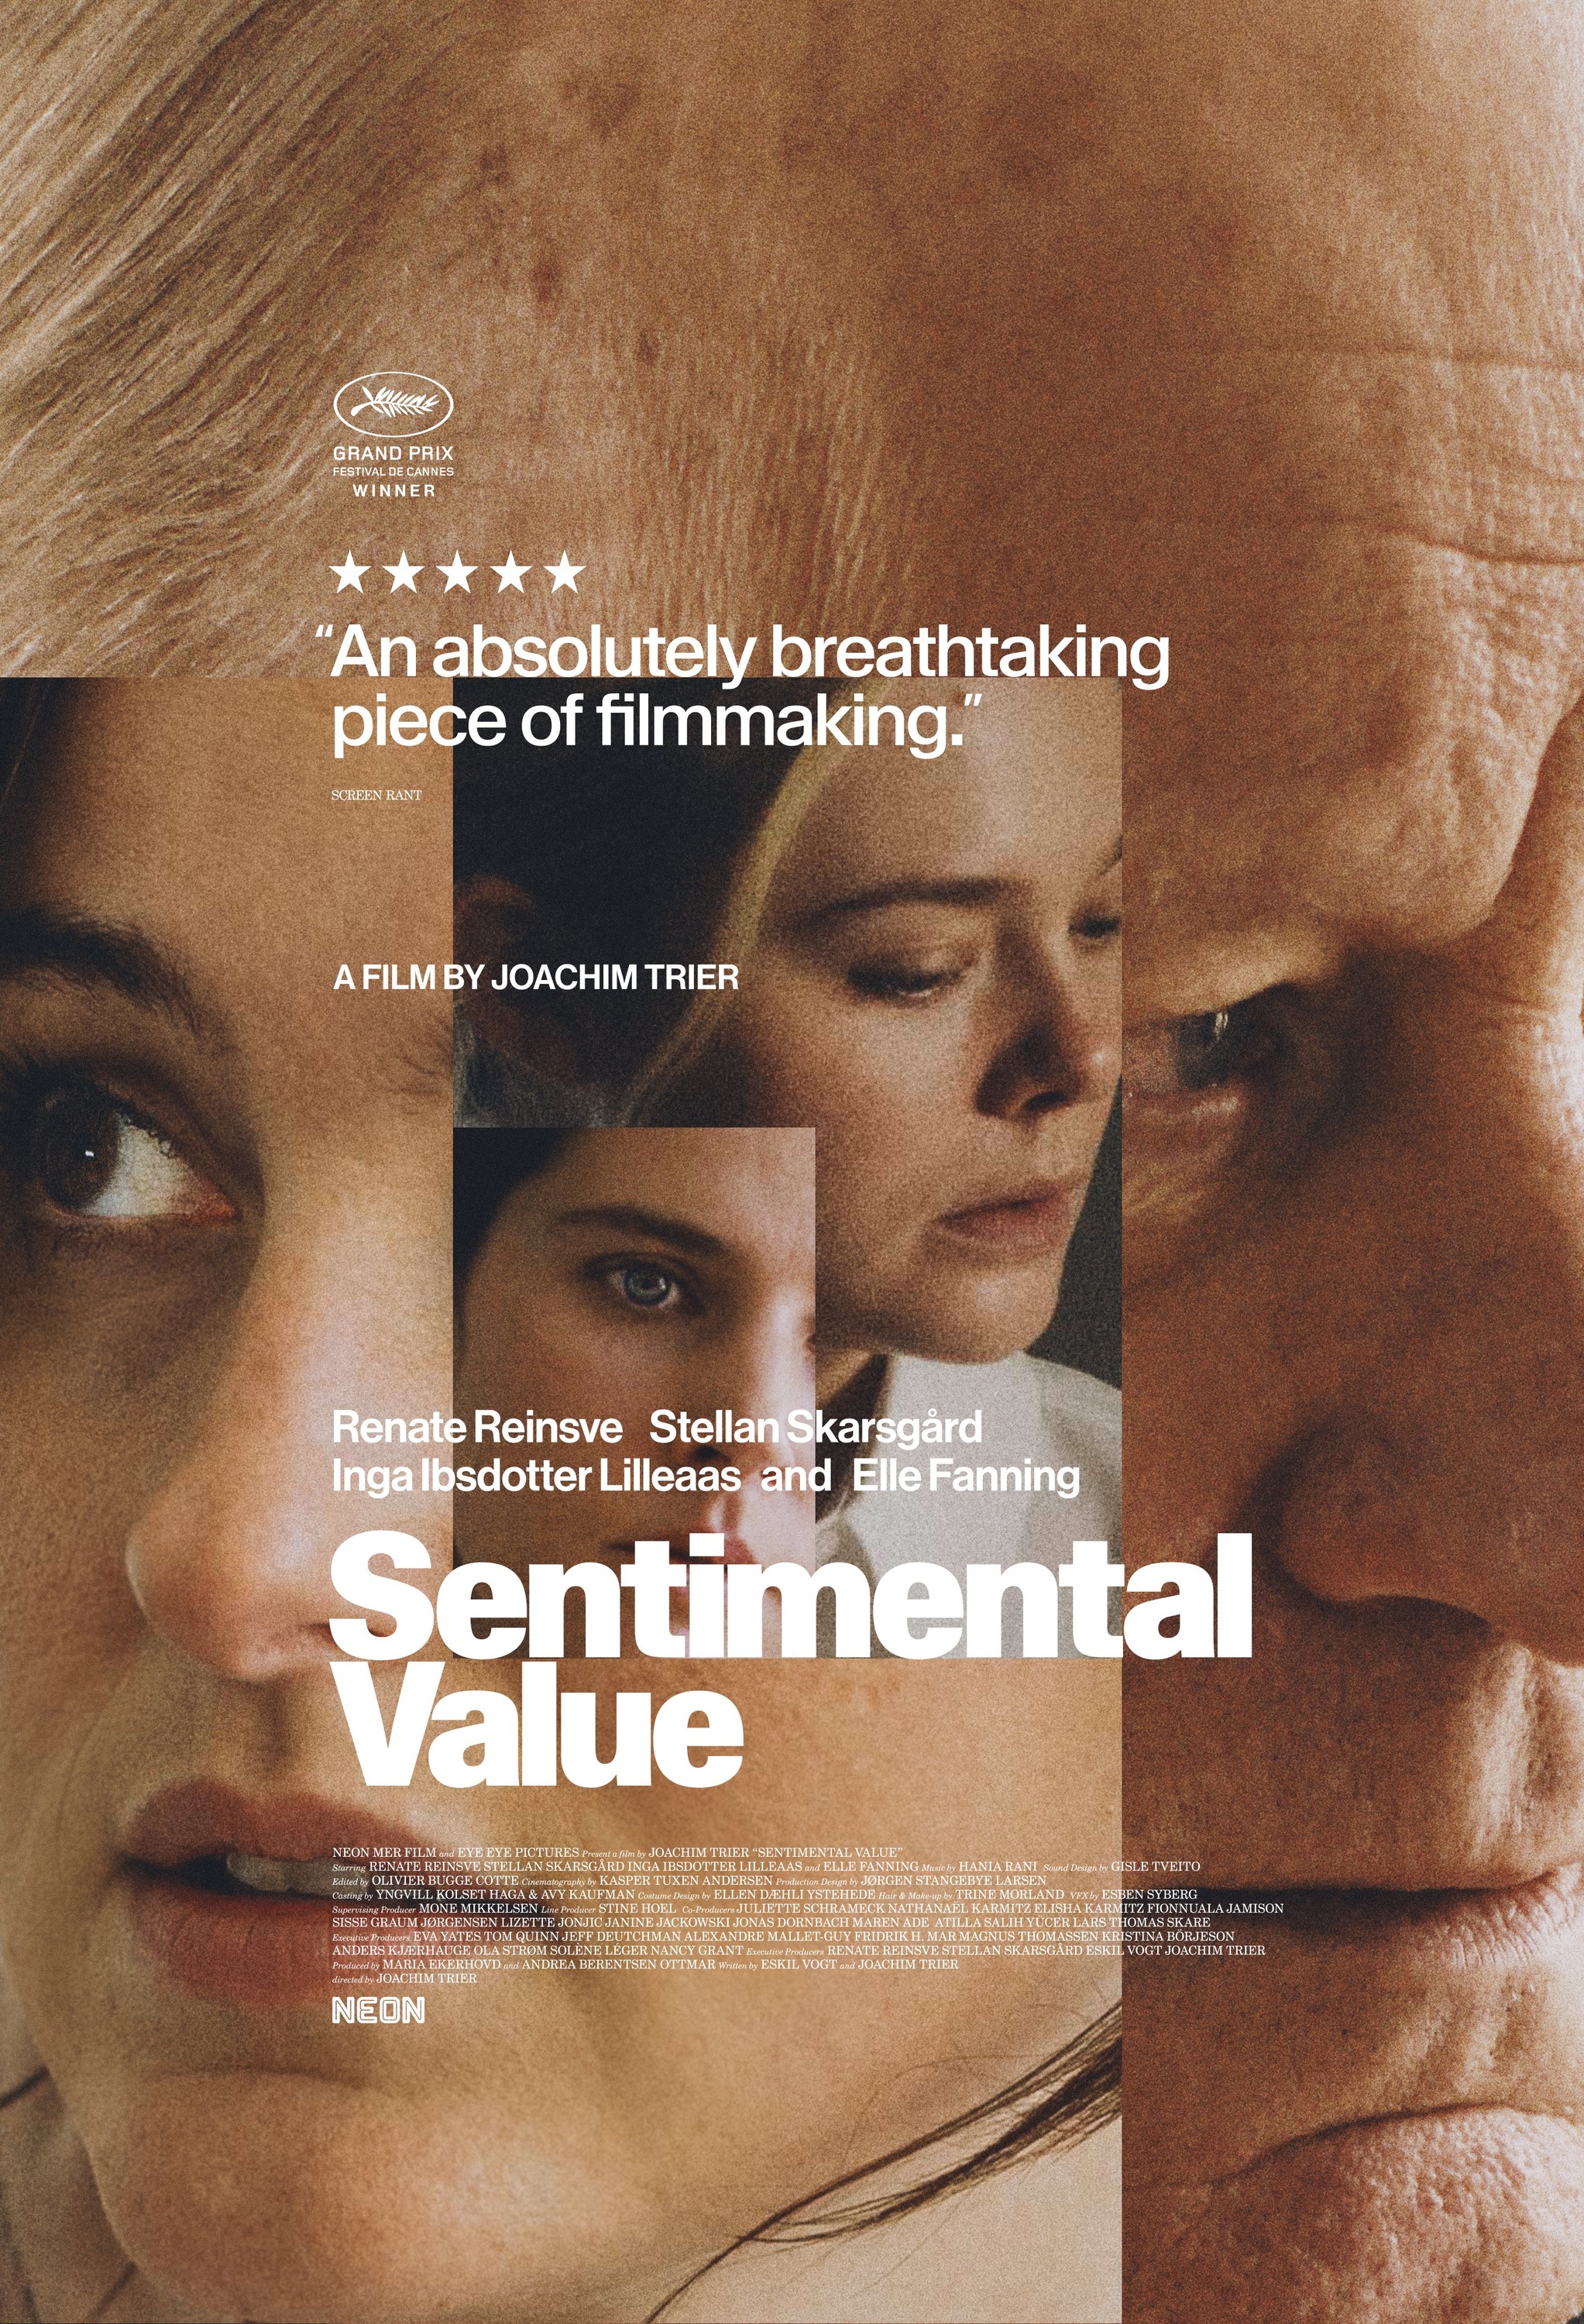 GRAND PRIX
FESTIVAL DE CANNES
WINNER
★★★★★
“An absolutely breathtaking
piece of filmmaking.”
SCREEN RANT
A FILM BY JOACHIM TRIER
Renate Reinsve Stellan Skarsgård
Inga Ibsdotter Lilleaas and Elle Fanning
Sentimental
Value
NEON MER FILM and EYE EYE PICTURES Present a film by JOACHIM TRIER “SENTIMENTAL VALUE”
Starring RENATE REINSVE STELLAN SKARSGÅRD INGA IBSDOTTER LILLEAAS and ELLE FANNING Music by HANIA RANI Sound Design by GISLE TVEITO
Edited by OLIVIER BUGGE COTTE Cinematography by KASPER TUXEN ANDERSEN Production Design by JØRGEN STANGEBYE LARSEN
Casting by YNGVILL KOLSET HAGA & AVY KAUFMAN Costume Design by ELLEN DÆHLI YSTEHEDE Hair & Make-up by TRINE MORLAND VFX by ESBEN SYBERG
Supervising Producer MONE MIKKELSEN Line Producer STINE HOEL Co-Producers JULIETTE SCHRAMECK NATHANAËL KARMITZ ELISHA KARMITZ FIONNUALA JAMISON
SISSE GRAUM JØRGENSEN LIZETTE JONJIC JANINE JACKOWSKI JONAS DORNBACH MAREN ADE ATILLA SALIH YÜCER LARS THOMAS SKARE
Executive Producers EVA YATES TOM QUINN JEFF DEUTCHMAN ALEXANDRE MALLET-GUY FRIDRIK H. MAR MAGNUS THOMASSEN KRISTINA BÖRJESON
ANDERS KJÆRHAUGE OLA STRØM SOLÈNE LÉGER NANCY GRANT Executive Producers RENATE REINSVE STELLAN SKARSGÅRD ESKIL VOGT JOACHIM TRIER
Produced by MARIA EKERHOVD and ANDREA BERENTSEN OTTMAR Written by ESKIL VOGT and JOACHIM TRIER
directed by JOACHIM TRIER
NEON